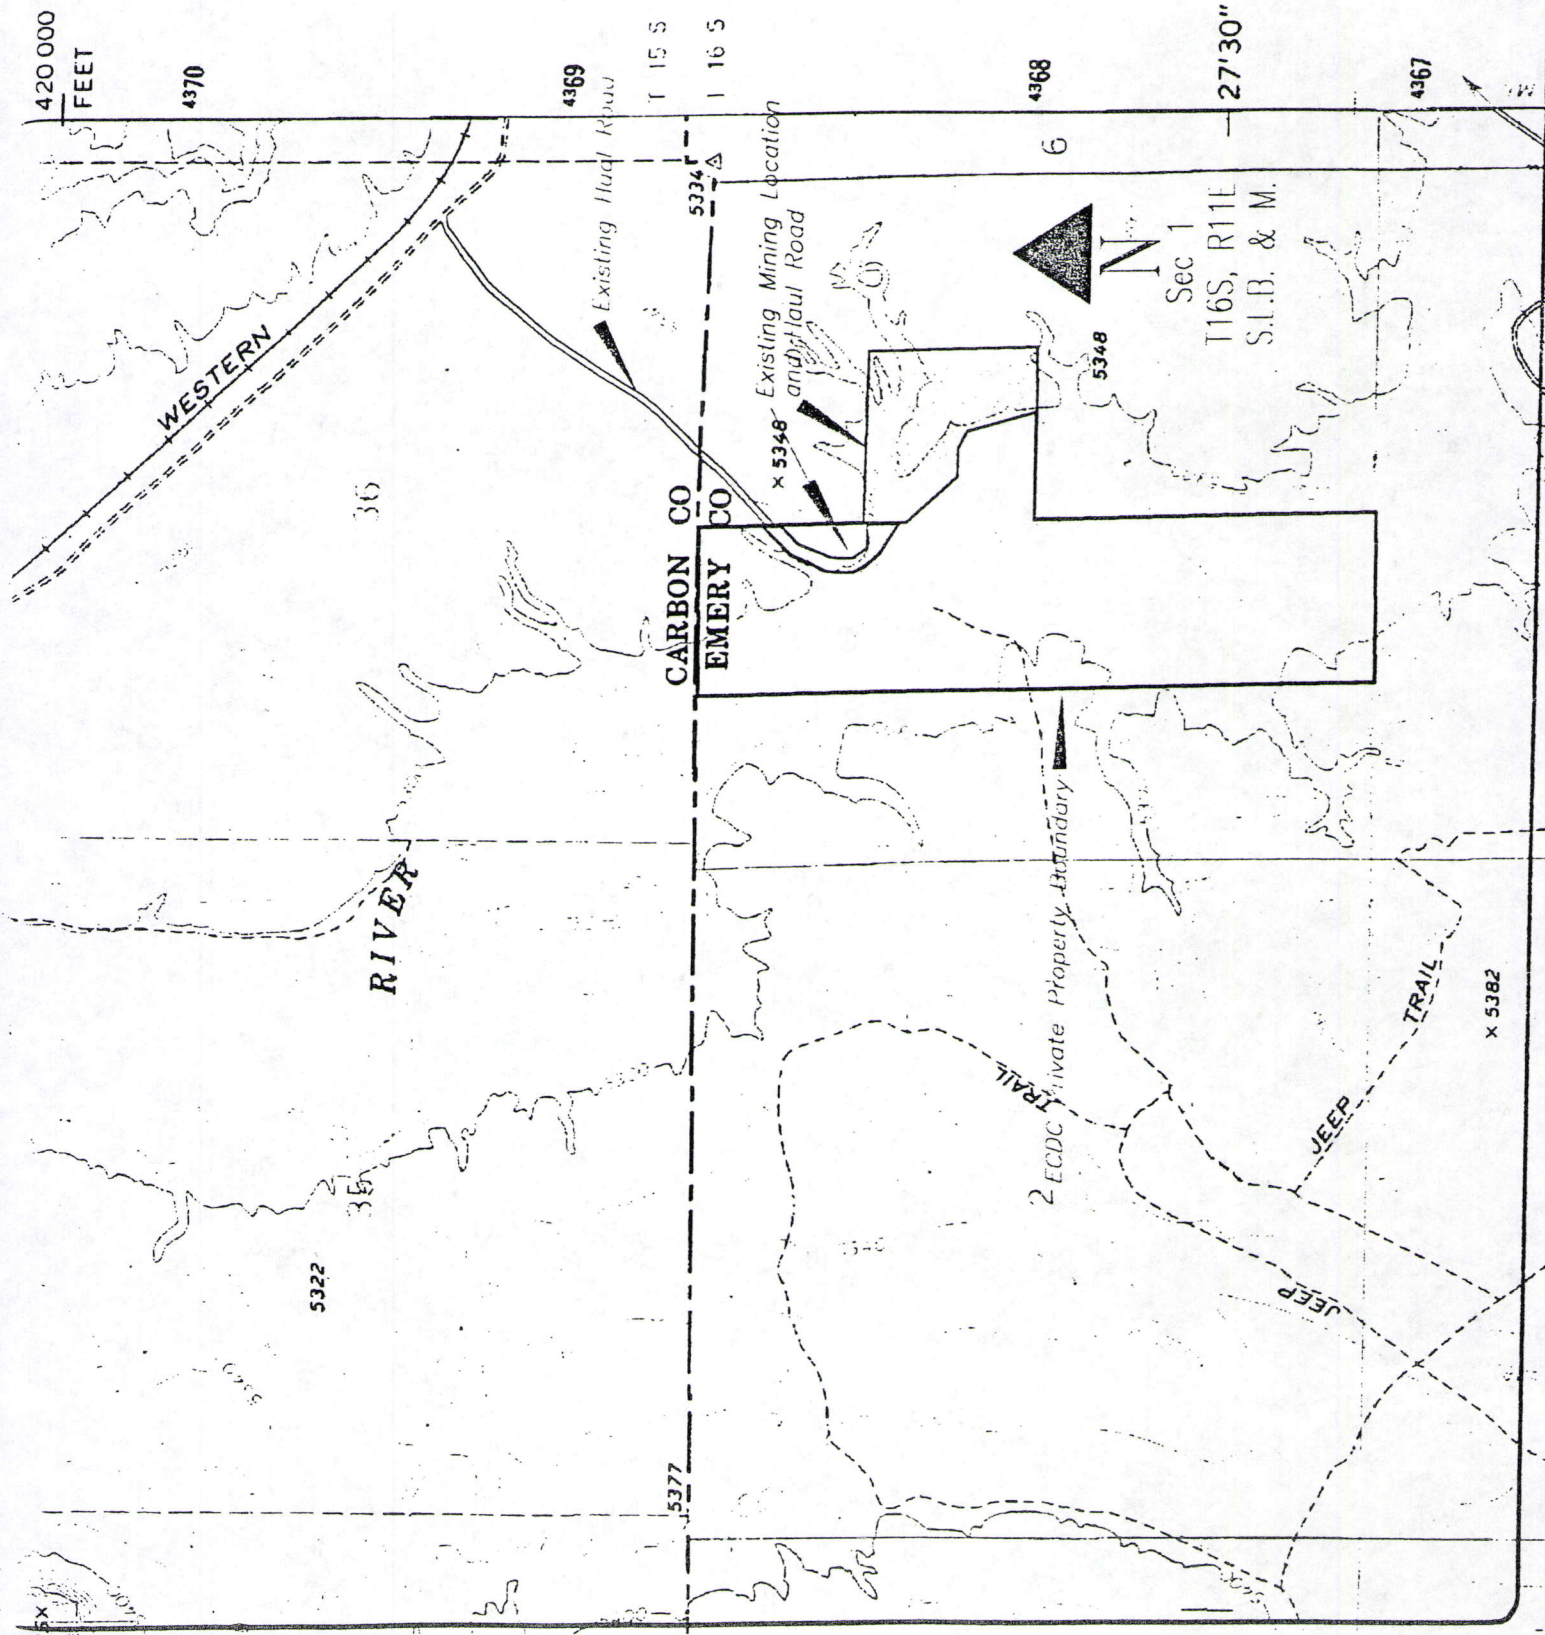 420 000
FEET
4370
4369
T 15 S
T 16 S
4368
27'30"
4367
WESTERN
Existing Hual Road
36
5334
6
Existing Mining Location
and Haul Road
x 5348
N
Sec 1
T16S, R11E
S.L.B. & M.
5348
CARBON CO
EMERY CO
RIVER
35
5322
5377
2
ECDC Private Property Boundary
TRAIL
JEEP
TRAIL
JEEP
x 5382